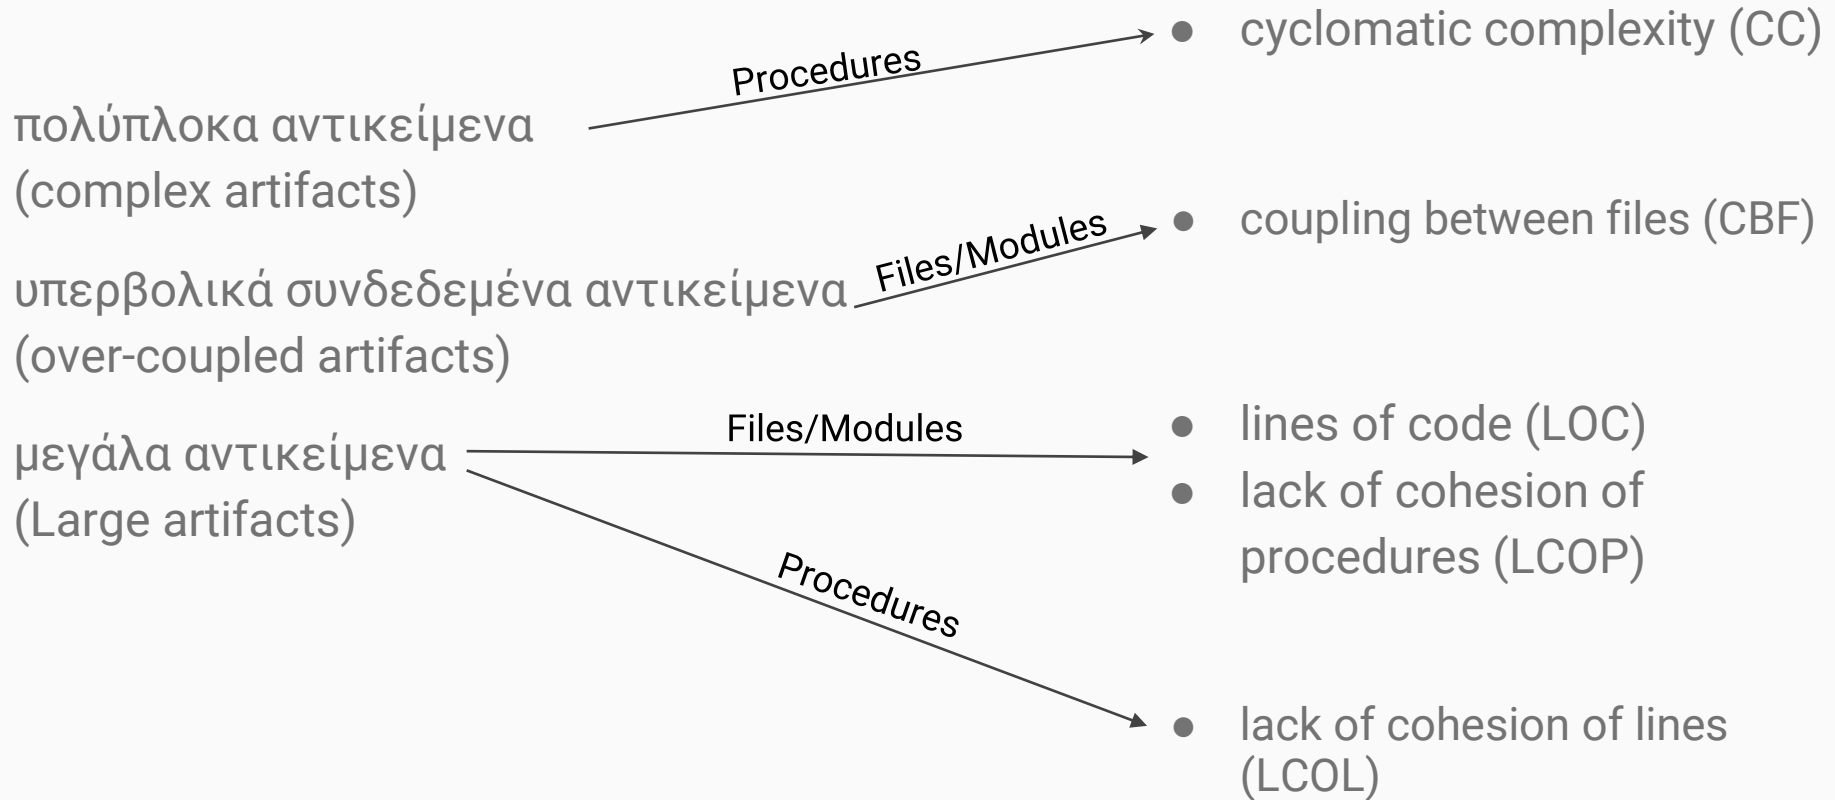 πολύπλοκα αντικείμενα
(complex artifacts)
υπερβολικά συνδεδεμένα αντικείμενα
(over-coupled artifacts)
μεγάλα αντικείμενα
(Large artifacts)
Procedures
Files/Modules
Files/Modules
Procedures
● cyclomatic complexity (CC)
● coupling between files (CBF)
● lines of code (LOC)
● lack of cohesion of
procedures (LCOP)
● lack of cohesion of lines
(LCOL)